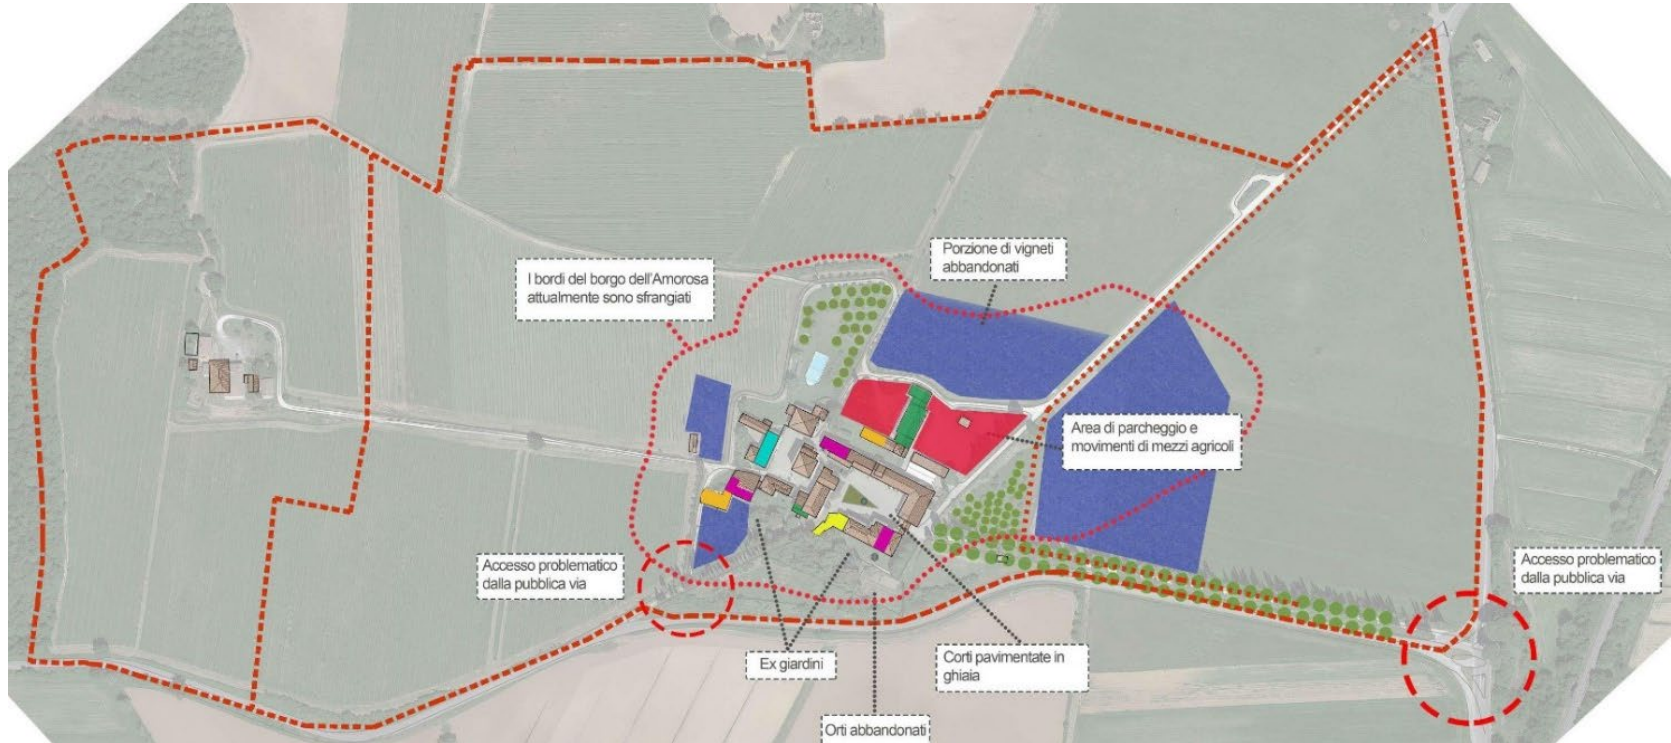 Porzione di vigneti
abbandonati
I bordi del borgo dell'Amorosa
attualmente sono sfrangiati
Area di parcheggio e
movimenti di mezzi agricoli
Accesso problematico
dalla pubblica via
Accesso problematico
dalla pubblica via
Ex giardini
Corti pavimentate in
ghiaia
Orti abbandonati